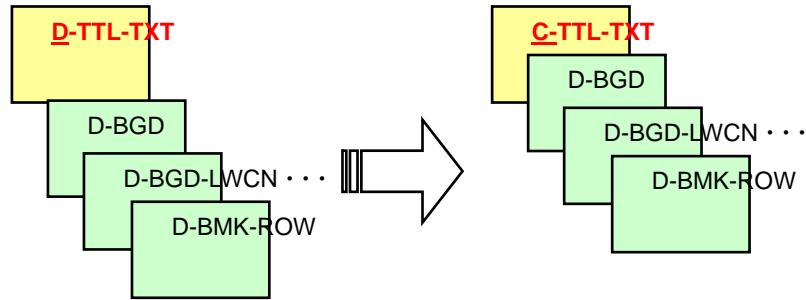 D-TTL-TXT
D-BGD
D-BGD-LWCN ・・・
D-BMK-ROW
C-TTL-TXT
D-BGD
D-BGD-LWCN ・・・
D-BMK-ROW